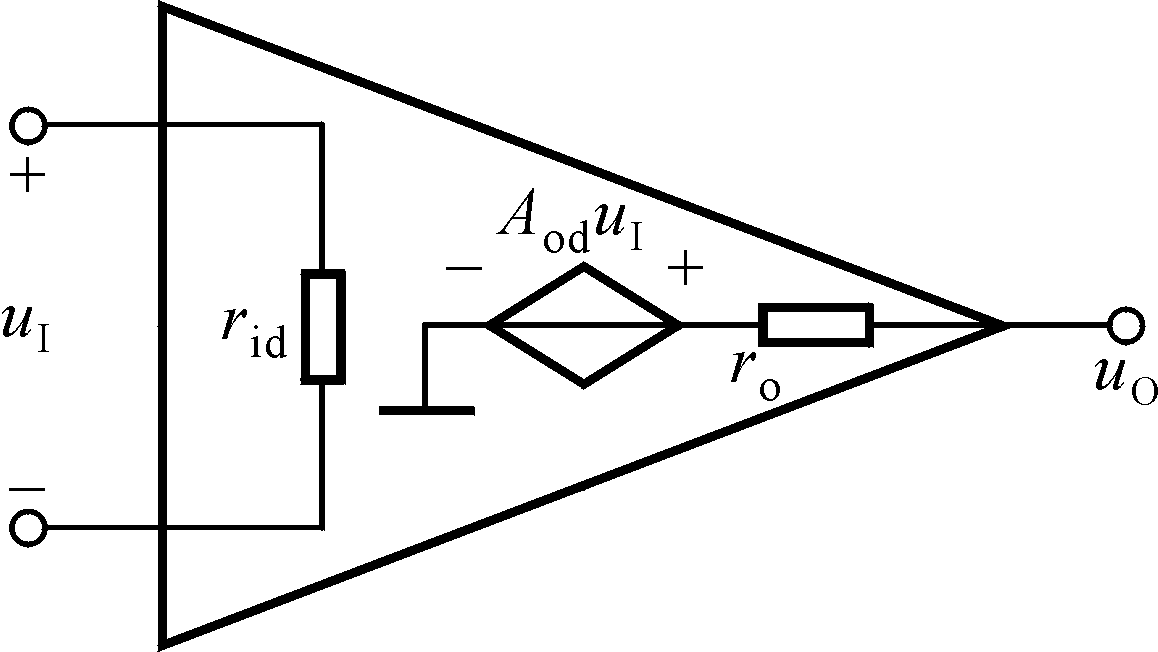 +
A_od u_I
− +
u_I
r_id
r_o
u_O
−